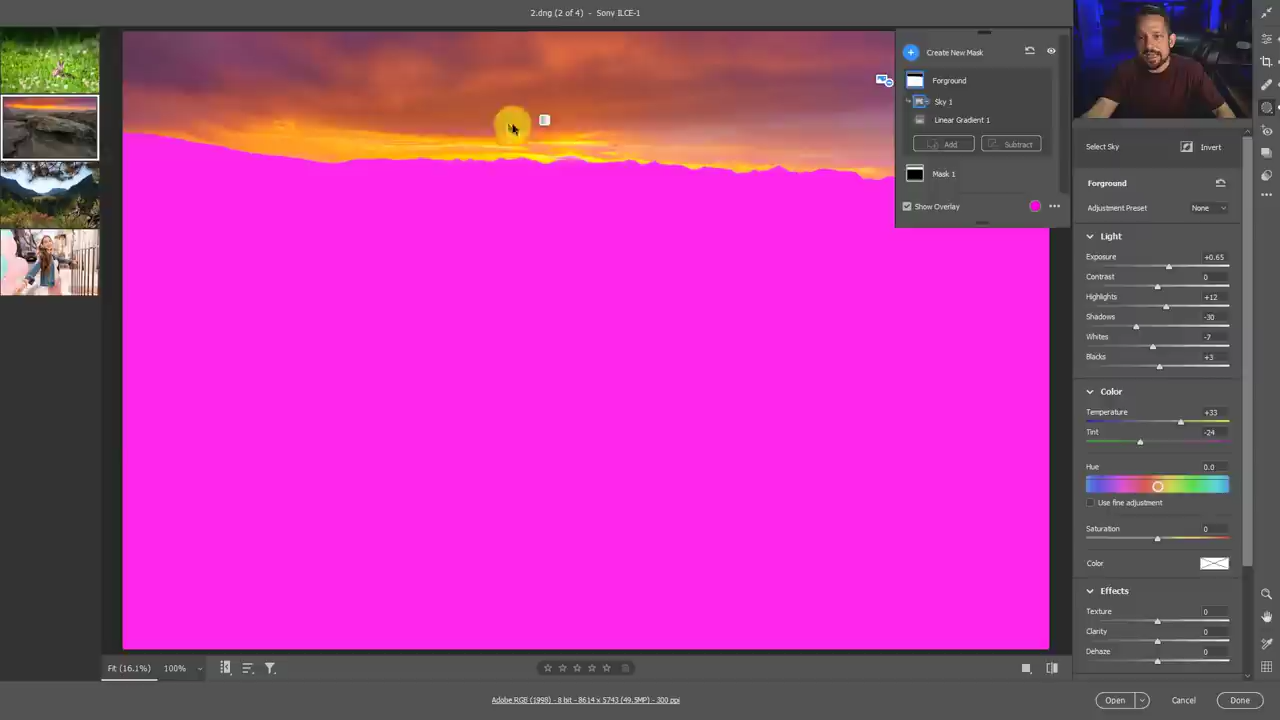 2.dng (2 of 4) - Sony ILCE-1
Create New Mask
Forground
Sky 1
Linear Gradient 1
Add
Subtract
Mask 1
Show Overlay
Select Sky
Invert
Forground
Adjustment Preset
None
Light
Exposure
+0.65
Contrast
0
Highlights
+12
Shadows
-30
Whites
-7
Blacks
+3
Color
Temperature
+33
Tint
-24
Hue
0.0
Use fine adjustment
Saturation
0
Color
Effects
Texture
0
Clarity
0
Dehaze
0
Fit (16.1%)
100%
Adobe RGB (1998) - 8 bit - 8614 x 5743 (49.5MP) - 300 ppi
Open
Cancel
Done